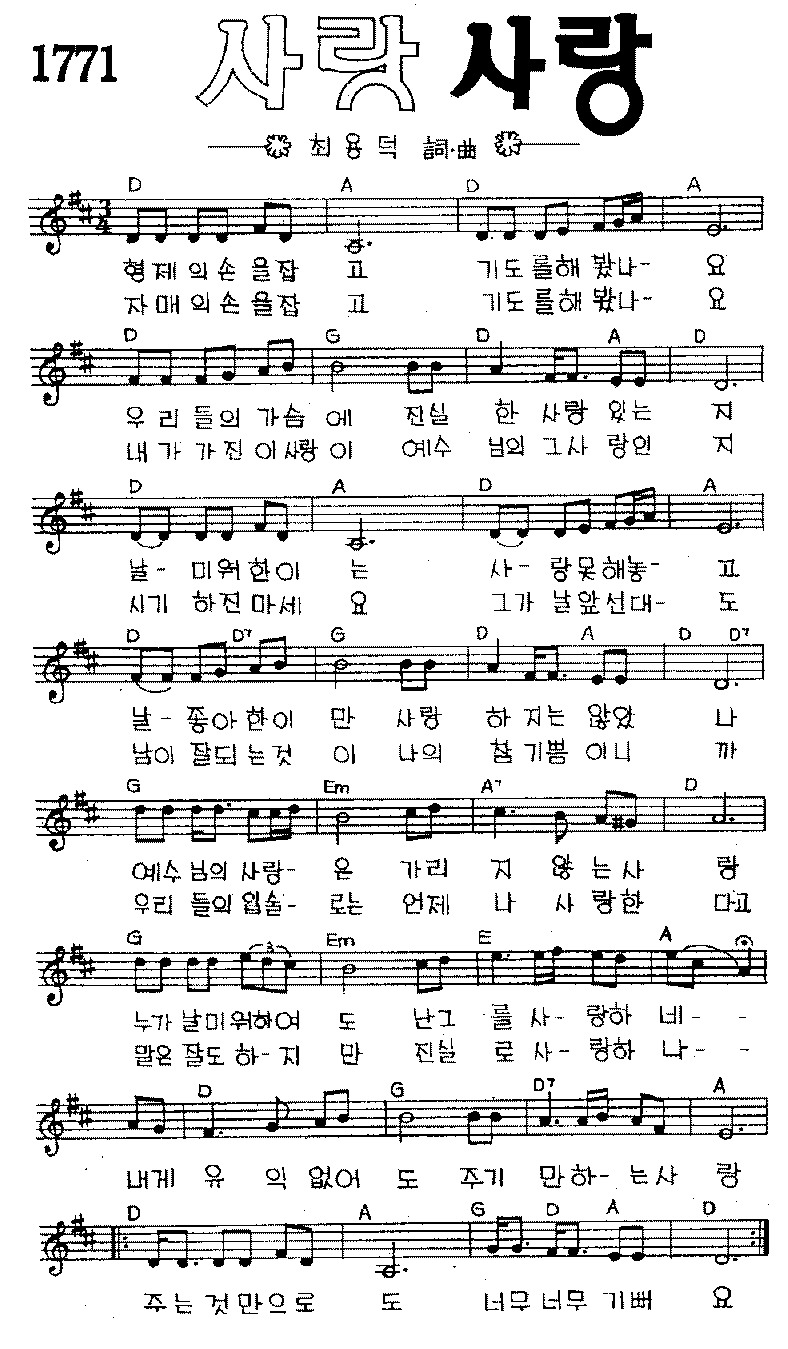 1771 사랑 사랑
최용덕 詞·曲
D A D A
형제의손을잡 고 기도를해봤나- 요
자매의손을잡 고 기도를해봤나- 요
D G D A D
우리들의가슴에 진실 한사랑있는 지
내가가진이사랑이 예수 님의그사랑인 지
D A D A
날-미워한이 는 사-랑못해놓- 고
시기하진마세 요 그가날앞선대- 도
D D7 G D A D D7
날-좋아한이 만 사랑 하지는않았 나
남이잘되는것 이 나의 참기쁨이니 까
G Em A7 D
예수님의사랑- 은 가리 지않는사 랑
우리들의입술- 로는 언제 나사랑한 다고
3
G Em E A
누가날미워하여 도 난그 를사-랑하 네--
말은잘도하-지 만 진실 로사-랑하 나--
D G D7 A
내게 유익없어 도 주기 만하-는사 랑
D A G D A D
주는것만으로 도 너무너무기뻐 요